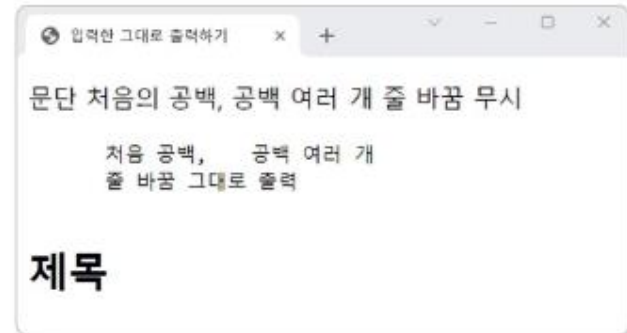 입력한 그대로 출력하기
문단 처음의 공백, 공백 여러 개 줄 바꿈 무시
처음 공백,    공백 여러 개
줄 바꿈 그대로 출력
제목